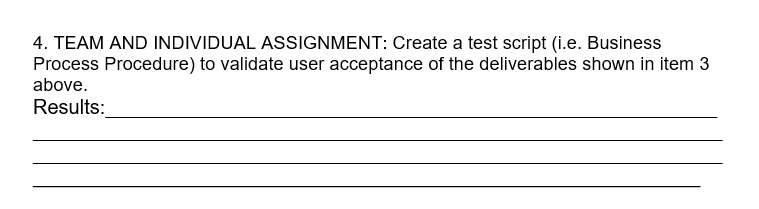 4. TEAM AND INDIVIDUAL ASSIGNMENT: Create a test script (i.e. Business
Process Procedure) to validate user acceptance of the deliverables shown in item 3
above.
Results: